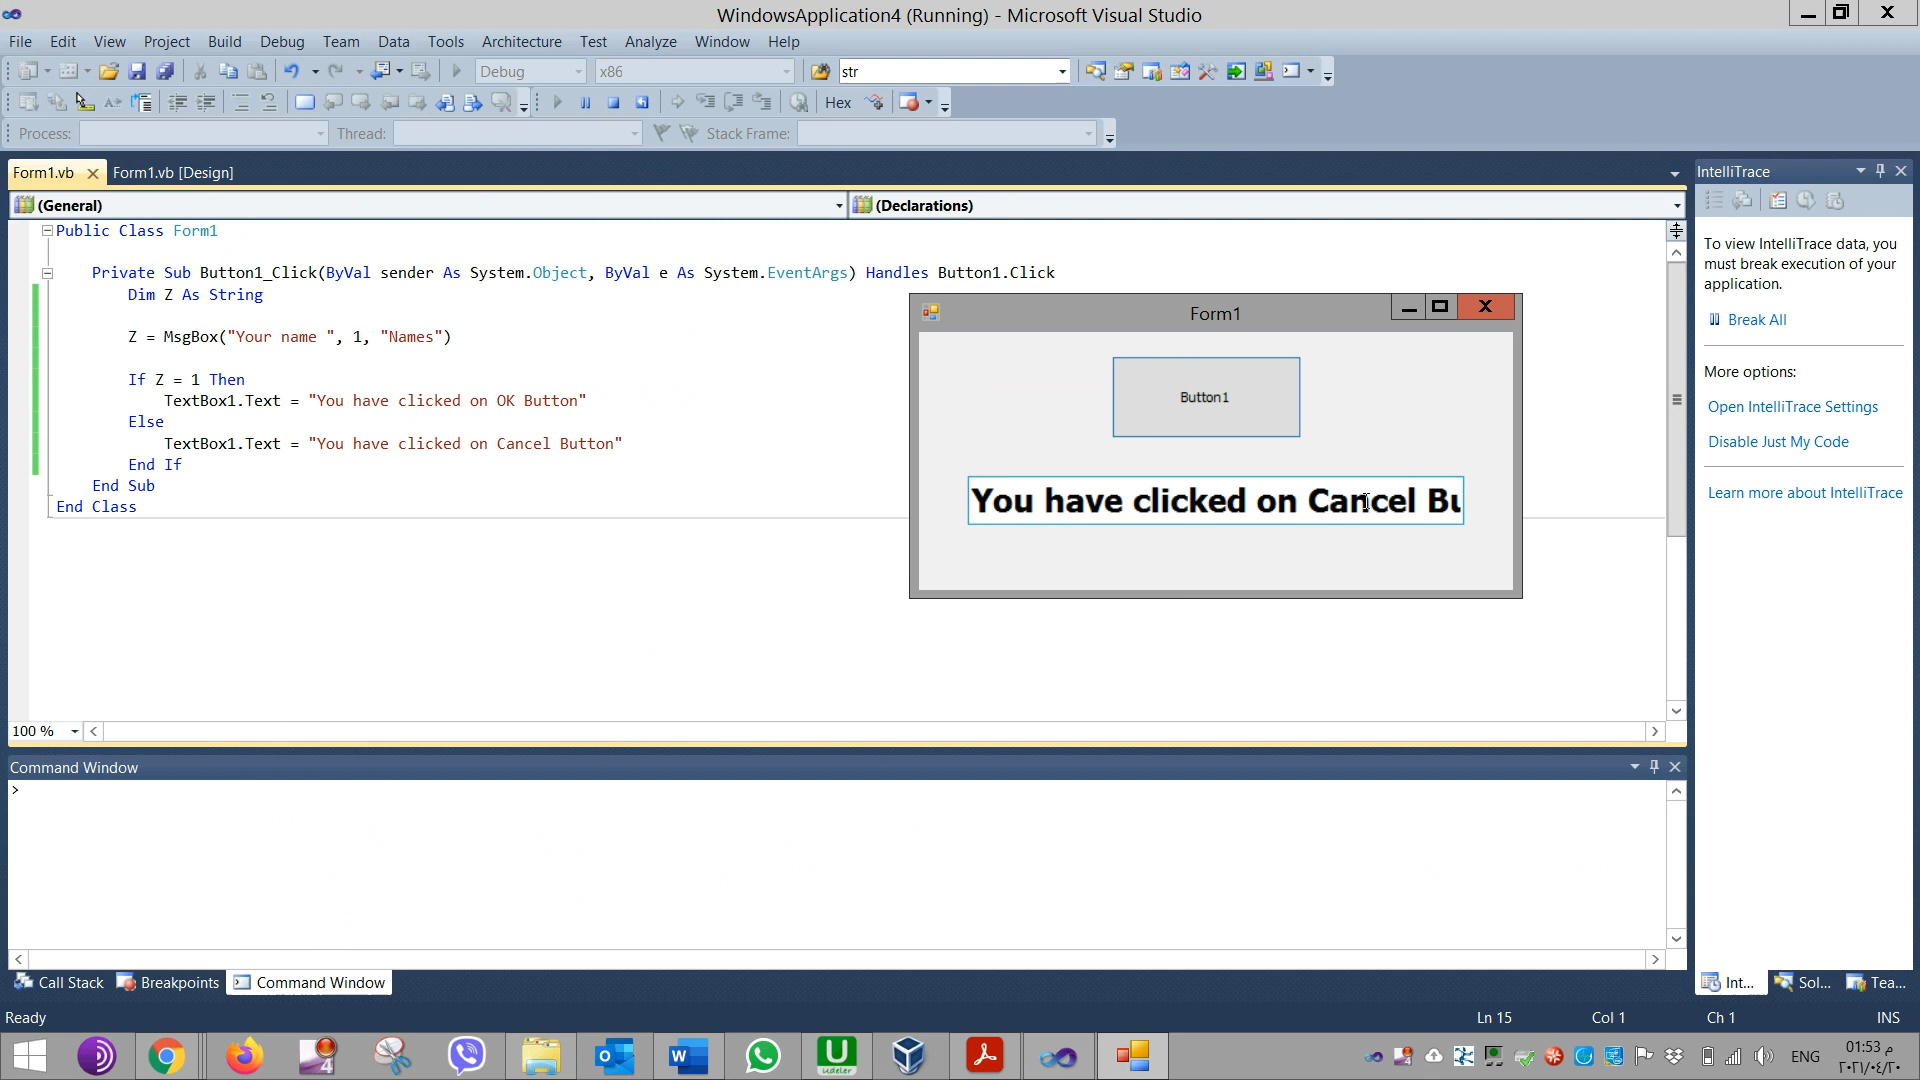 WindowsApplication4 (Running) - Microsoft Visual Studio
File Edit View Project Build Debug Team Data Tools Architecture Test Analyze Window Help
Debug x86 str
Hex
Process: Thread: Stack Frame:
Form1.vb Form1.vb [Design]
(General) (Declarations)
Public Class Form1
Private Sub Button1_Click(ByVal sender As System.Object, ByVal e As System.EventArgs) Handles Button1.Click
Dim Z As String
Z = MsgBox("Your name ", 1, "Names")
If Z = 1 Then
TextBox1.Text = "You have clicked on OK Button"
Else
TextBox1.Text = "You have clicked on Cancel Button"
End If
End Sub
End Class
100 %
Form1
Button1
You have clicked on Cancel Bu
IntelliTrace
To view IntelliTrace data, you
must break execution of your
application.
Break All
More options:
Open IntelliTrace Settings
Disable Just My Code
Learn more about IntelliTrace
Command Window
>
Call Stack Breakpoints Command Window
Int... Sol... Tea...
Ready Ln 15 Col 1 Ch 1 INS
ENG
01:53 م
٢٠٢١/٠٤/٢٠